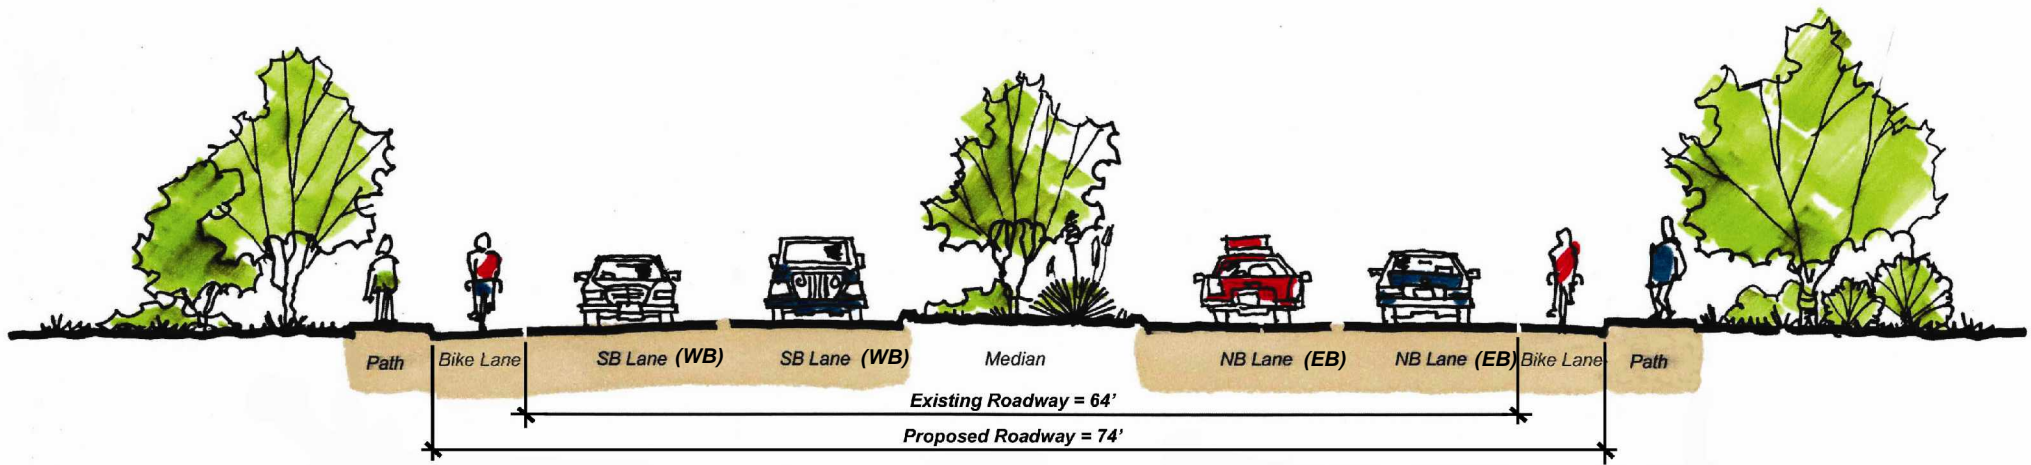 Path Bike Lane SB Lane (WB) SB Lane (WB) Median NB Lane (EB) NB Lane (EB) Bike Lane Path
Existing Roadway = 64'
Proposed Roadway = 74'